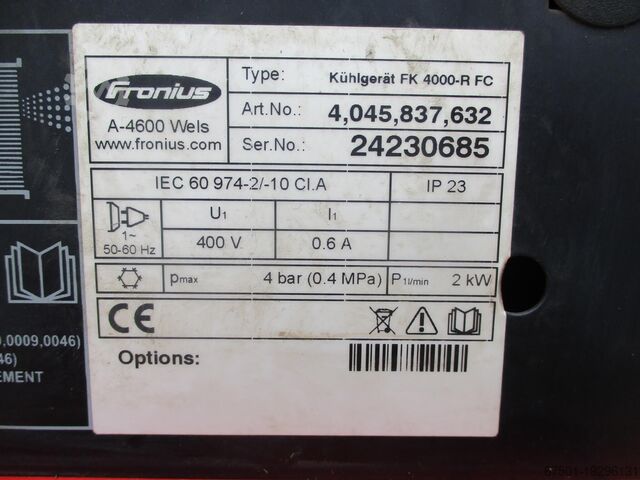 Fronius
A-4600 Wels
www.fronius.com
Type: Kühlgerät FK 4000-R FC
Art.No.: 4,045,837,632
Ser.No.: 24230685
IEC 60 974-2/-10 Cl.A IP 23
1~
50-60 Hz
U1 I1
400 V 0.6 A
pmax 4 bar (0.4 MPa) P1l/min 2 kW
CE
Options:
,0009,0046)
46)
EMENT
67501-19296131